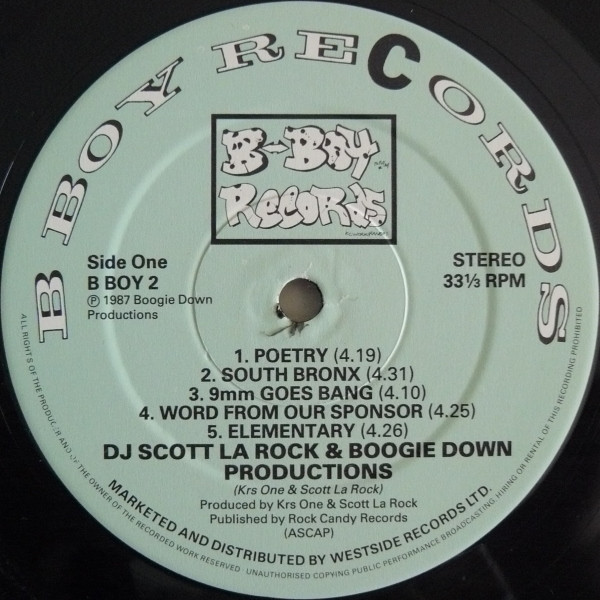 B BOY RECORDS
B-BOY
RECORDS
Side One
B BOY 2
℗ 1987 Boogie Down
Productions
STEREO
33⅓ RPM
1. POETRY (4.19)
2. SOUTH BRONX (4.31)
3. 9mm GOES BANG (4.10)
4. WORD FROM OUR SPONSOR (4.25)
5. ELEMENTARY (4.26)
DJ SCOTT LA ROCK & BOOGIE DOWN
PRODUCTIONS
(Krs One & Scott La Rock)
Produced by Krs One & Scott La Rock
Published by Rock Candy Records
(ASCAP)
MARKETED AND DISTRIBUTED BY WESTSIDE RECORDS LTD.
ALL RIGHTS OF THE PRODUCER AND OF THE OWNER OF THE RECORDED WORK RESERVED · UNAUTHORISED COPYING PUBLIC PERFORMANCE BROADCASTING, HIRING OR RENTAL OF THIS RECORDING PROHIBITED